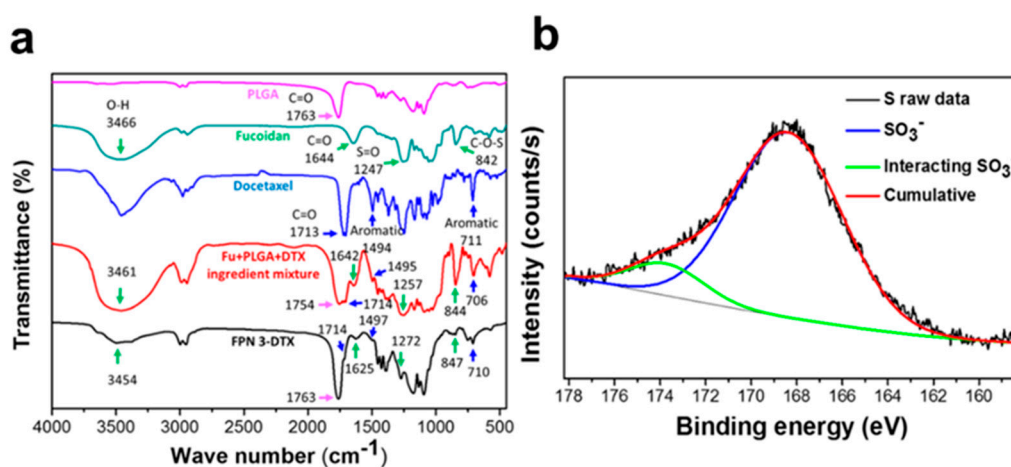 a
Transmittance (%)
PLGA
C=O
1763
O-H
3466
Fucoidan
C=O
1644
S=O
1247
C-O-S
842
Docetaxel
C=O
1713
Aromatic
1494
Aromatic
711
3461
Fu+PLGA+DTX
ingredient mixture
1642
1495
1257
1754
1714
844
706
FPN 3-DTX
3454
1714
1497
1272
1625
847
710
1763
4000 3500 3000 2500 2000 1500 1000 500
Wave number (cm-1)
b
Intensity (counts/s)
S raw data
SO3-
Interacting SO3
Cumulative
178 176 174 172 170 168 166 164 162 160
Binding energy (eV)